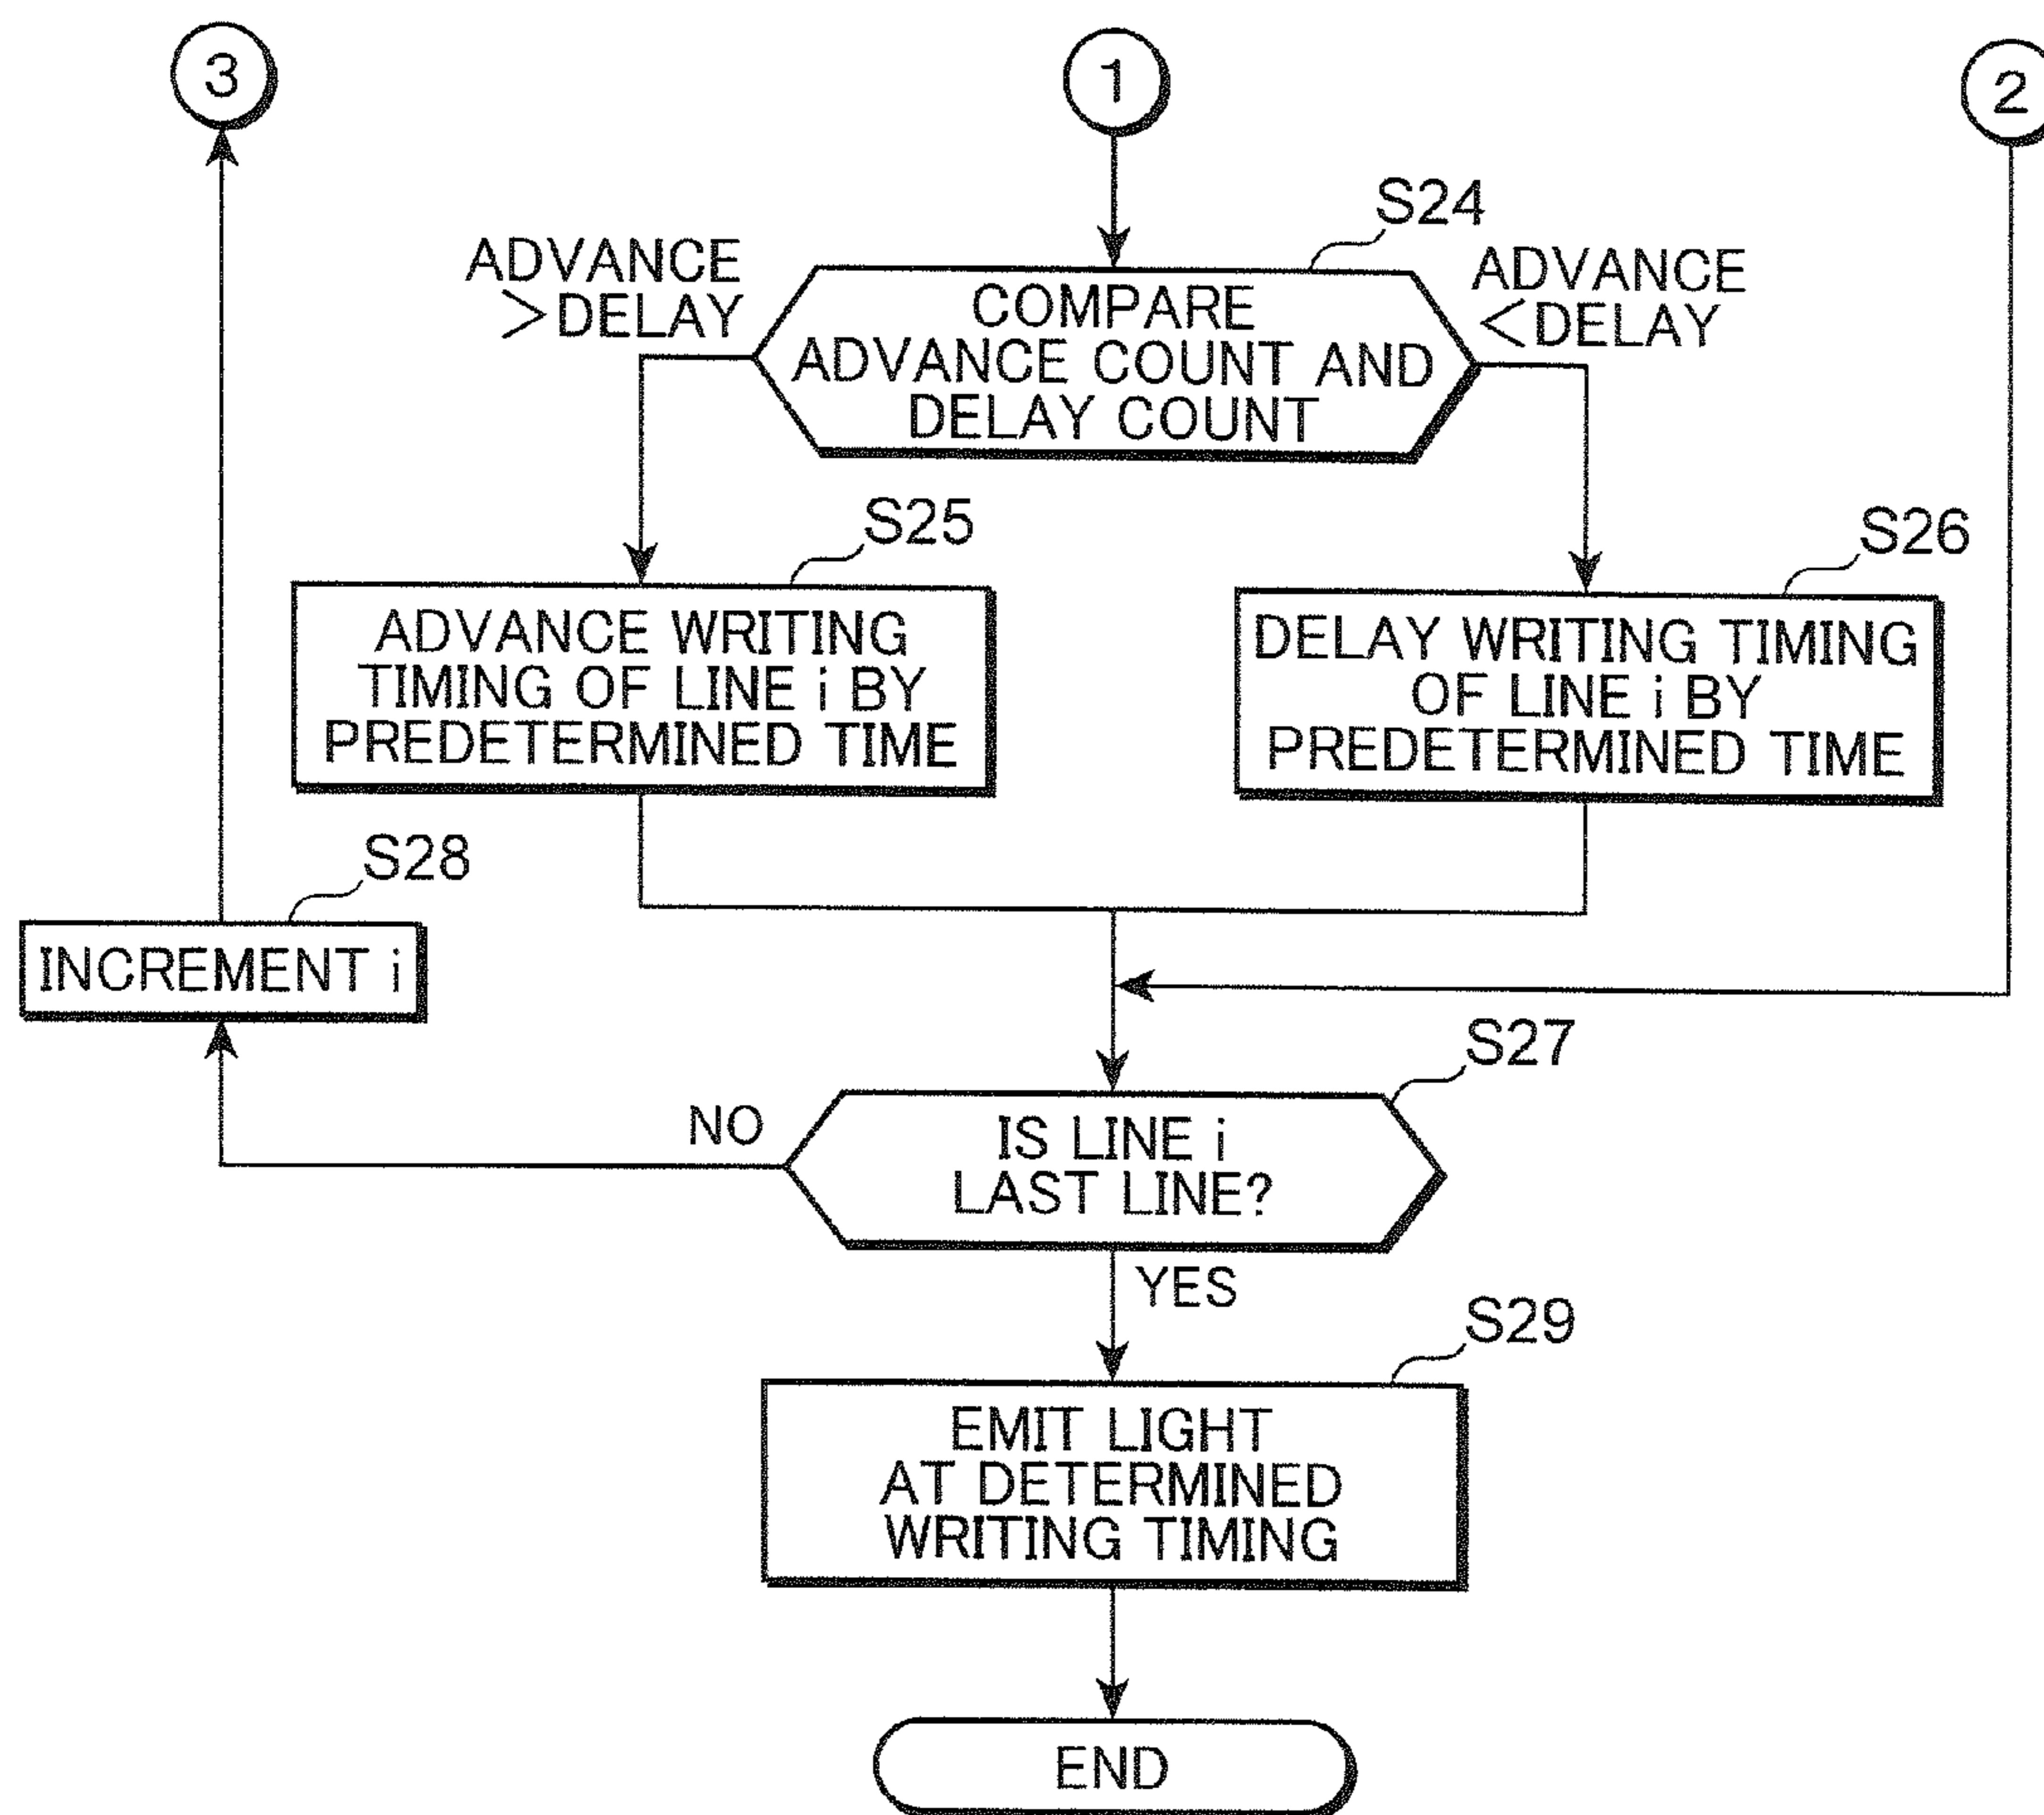 3
1
2
S24
ADVANCE
>DELAY
ADVANCE
<DELAY
COMPARE
ADVANCE COUNT AND
DELAY COUNT
S25
S26
ADVANCE WRITING
TIMING OF LINE i BY
PREDETERMINED TIME
DELAY WRITING TIMING
OF LINE i BY
PREDETERMINED TIME
S28
INCREMENT i
S27
NO
IS LINE i
LAST LINE?
YES
S29
EMIT LIGHT
AT DETERMINED
WRITING TIMING
END